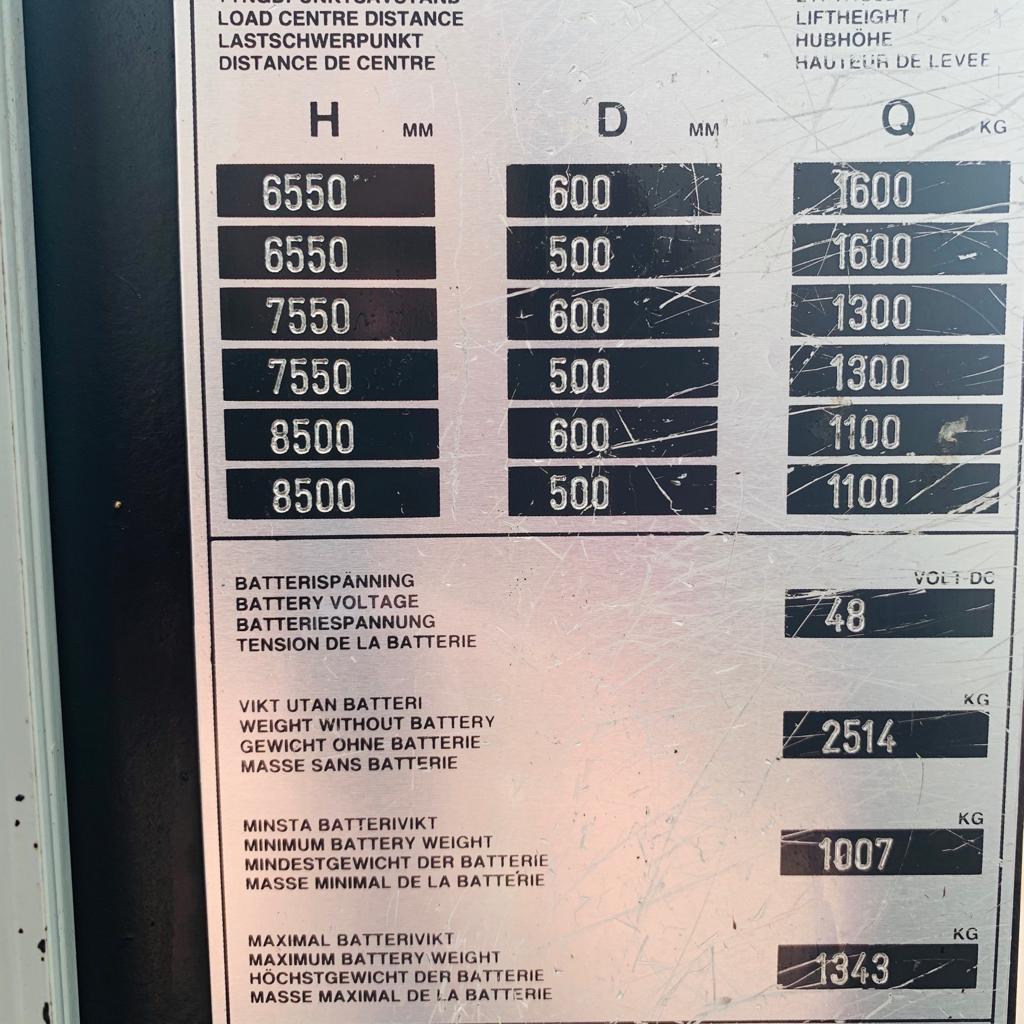 LOAD CENTRE DISTANCE
LASTSCHWERPUNKT
DISTANCE DE CENTRE
LIFTHEIGHT
HUBHÖHE
HAUTEUR DE LEVEE
H MM D MM Q KG
6550 600 1600
6550 500 1600
7550 600 1300
7550 500 1300
8500 600 1100
8500 500 1100
BATTERISPÄNNING
BATTERY VOLTAGE
BATTERIESPANNUNG
TENSION DE LA BATTERIE
VOLT-DC
48
VIKT UTAN BATTERI
WEIGHT WITHOUT BATTERY
GEWICHT OHNE BATTERIE
MASSE SANS BATTERIE
KG
2514
MINSTA BATTERIVIKT
MINIMUM BATTERY WEIGHT
MINDESTGEWICHT DER BATTERIE
MASSE MINIMAL DE LA BATTERIE
KG
1007
MAXIMAL BATTERIVIKT
MAXIMUM BATTERY WEIGHT
HÖCHSTGEWICHT DER BATTERIE
MASSE MAXIMAL DE LA BATTERIE
KG
1343